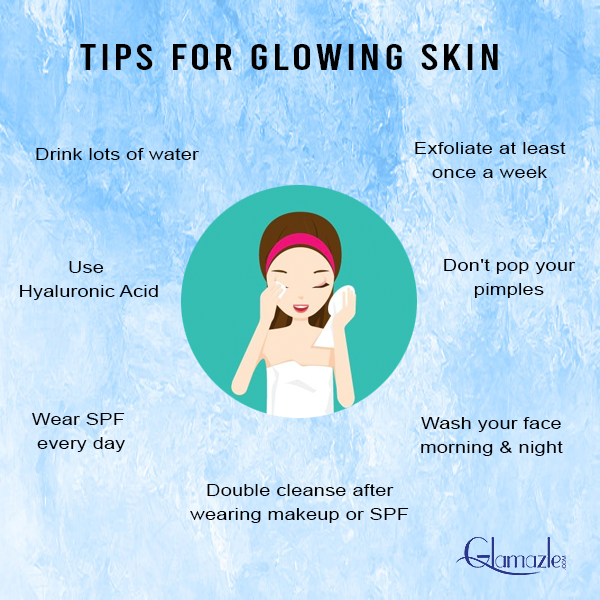 TIPS FOR GLOWING SKIN
Drink lots of water
Exfoliate at least
once a week
Use
Hyaluronic Acid
Don't pop your
pimples
Wear SPF
every day
Wash your face
morning & night
Double cleanse after
wearing makeup or SPF
Glamazle